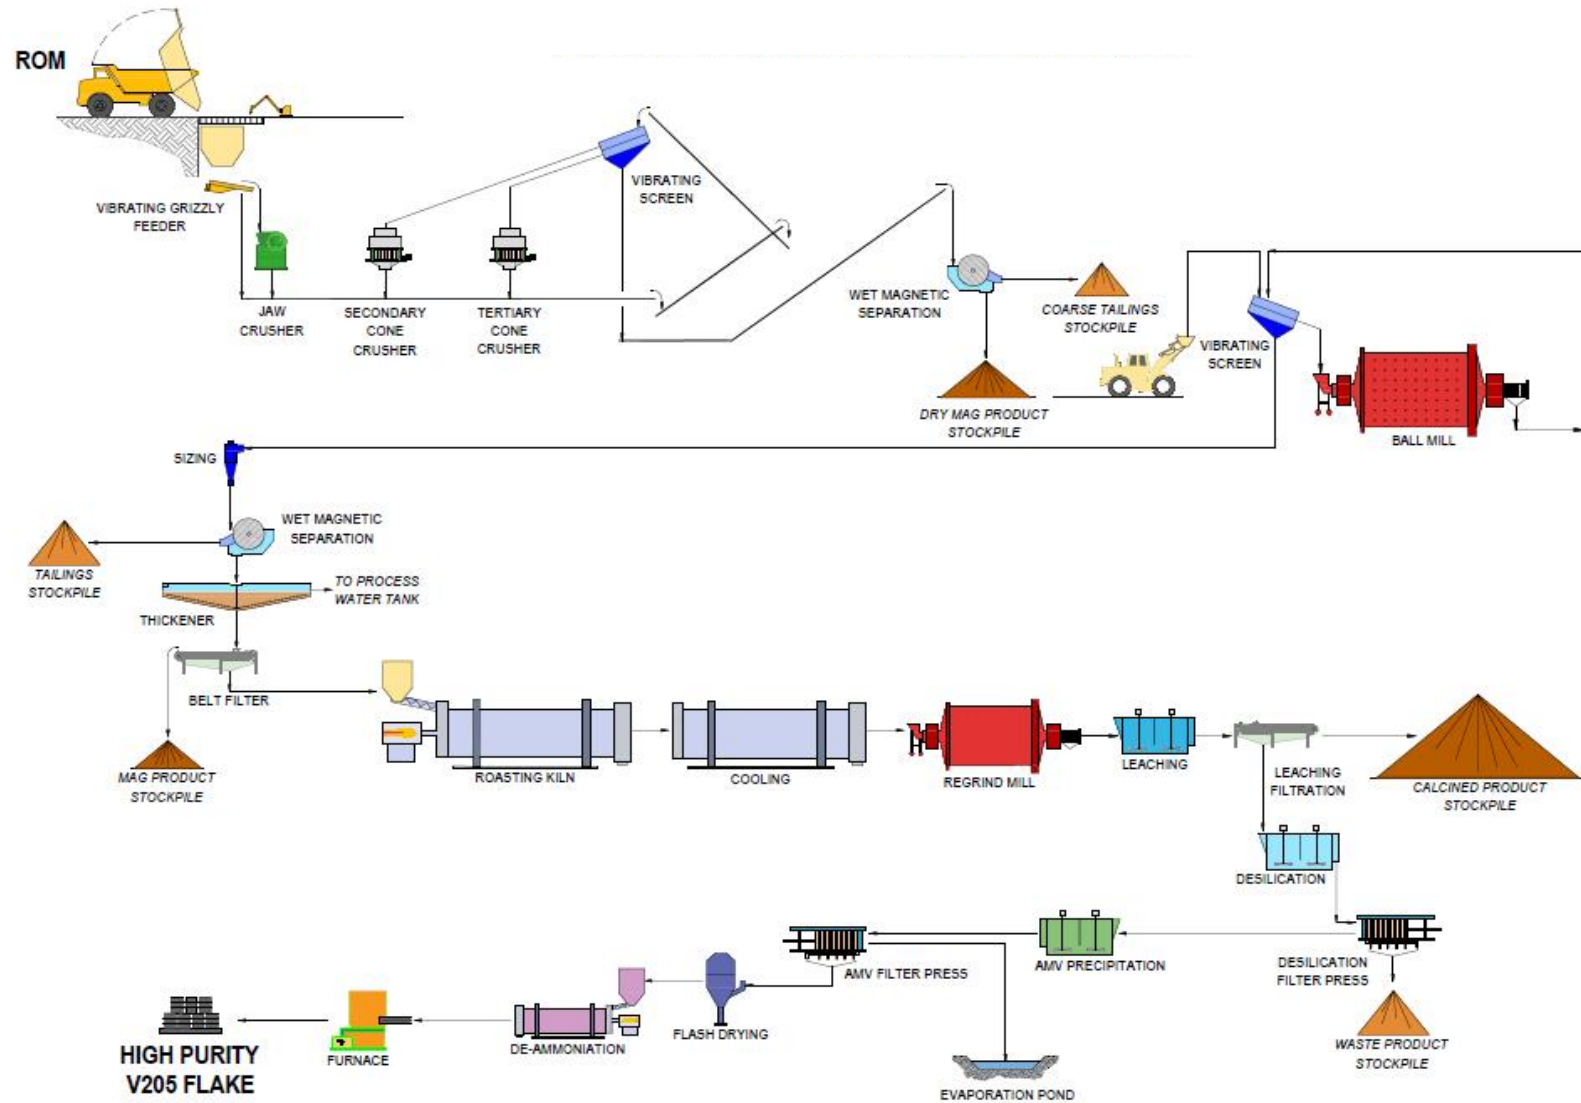 ROM
VIBRATING GRIZZLY
FEEDER
JAW
CRUSHER
SECONDARY
CONE
CRUSHER
TERTIARY
CONE
CRUSHER
VIBRATING
SCREEN
WET MAGNETIC
SEPARATION
COARSE TAILINGS
STOCKPILE
DRY MAG PRODUCT
STOCKPILE
VIBRATING
SCREEN
BALL MILL
SIZING
WET MAGNETIC
SEPARATION
TAILINGS
STOCKPILE
TO PROCESS
WATER TANK
THICKENER
BELT FILTER
MAG PRODUCT
STOCKPILE
ROASTING KILN
COOLING
REGRIND MILL
LEACHING
LEACHING
FILTRATION
CALCINED PRODUCT
STOCKPILE
DESILICATION
DESILICATION
FILTER PRESS
WASTE PRODUCT
STOCKPILE
AMV PRECIPITATION
AMV FILTER PRESS
EVAPORATION POND
FLASH DRYING
DE-AMMONIATION
FURNACE
HIGH PURITY
V205 FLAKE